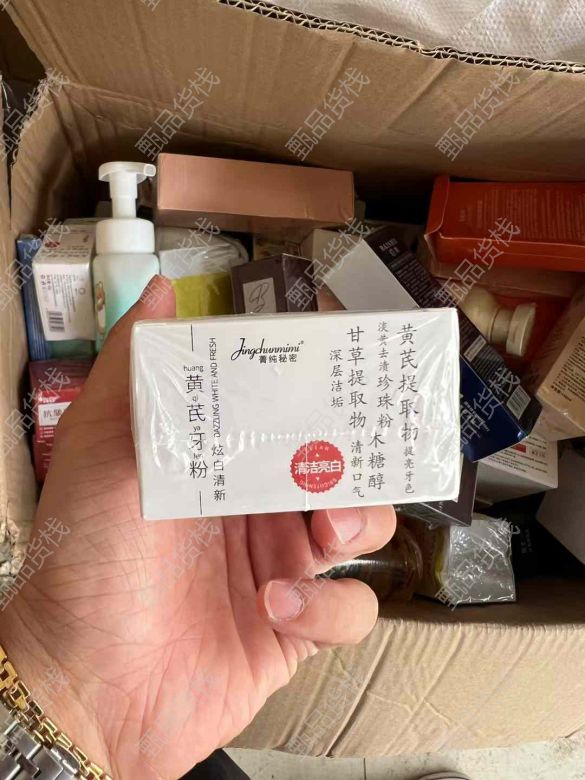 Jingchunmimi®
菁纯秘密
huang
黄
qi
芪
ya
牙
fen
粉
DAZZLING WHITE AND FRESH
炫白清新
黄芪提取物 提亮牙色
淡黄去渍 珍珠粉 木糖醇
甘草提取物 清新口气
深层洁垢
清洁亮白
抗皱
甄品货栈